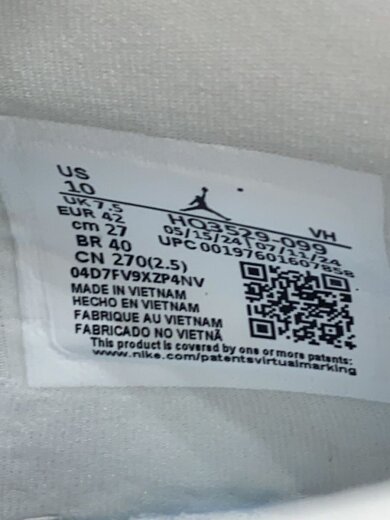 US
10
UK 7.5
EUR 42
cm 27
BR 40
CN 270(2.5)
HQ3529-099 VH
05/15/24 | 07/11/24
UPC 00197601607858
04D7FV9XZP4NV
MADE IN VIETNAM
HECHO EN VIETNAM
FABRIQUE AU VIETNAM
FABRICADO NO VIETNÃ
This product is covered by one or more patents:
www.nike.com/patentsvirtualmarking